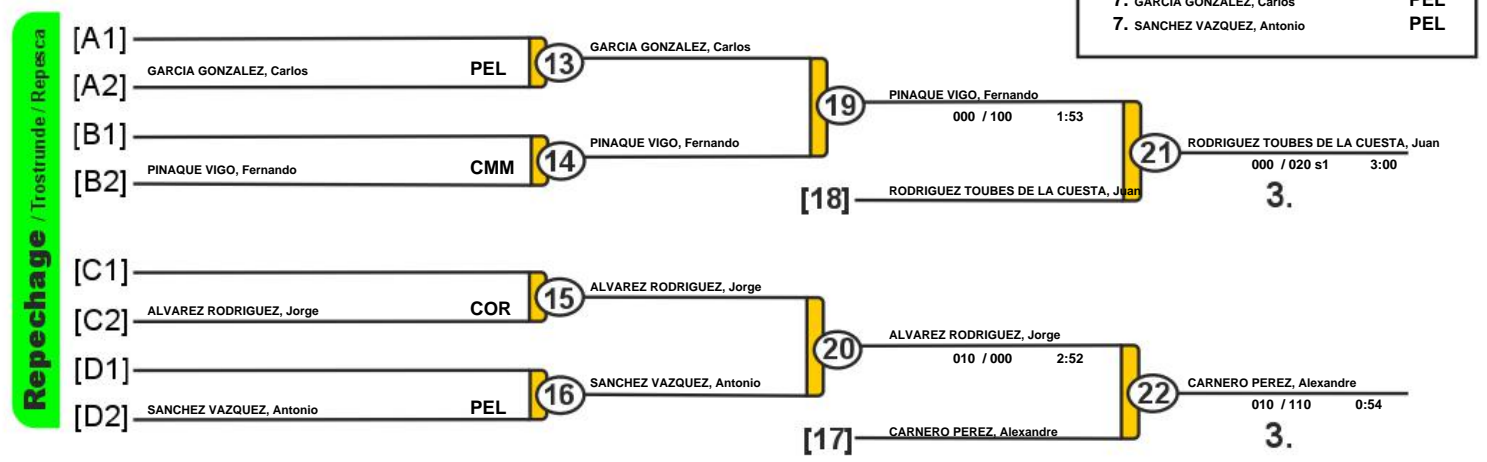 7. GARCIA GONZALEZ, Carlos PEL
7. SANCHEZ VAZQUEZ, Antonio PEL
Repechage / Trostrunde / Repesca
[A1]
GARCIA GONZALEZ, Carlos PEL
[A2]
13
GARCIA GONZALEZ, Carlos
[B1]
PINAQUE VIGO, Fernando CMM
[B2]
14
PINAQUE VIGO, Fernando
19
PINAQUE VIGO, Fernando
000 / 100 1:53
[18]
RODRIGUEZ TOUBES DE LA CUESTA, Juan
21
RODRIGUEZ TOUBES DE LA CUESTA, Juan
000 / 020 s1 3:00
3.
[C1]
ALVAREZ RODRIGUEZ, Jorge COR
[C2]
15
ALVAREZ RODRIGUEZ, Jorge
[D1]
SANCHEZ VAZQUEZ, Antonio PEL
[D2]
16
SANCHEZ VAZQUEZ, Antonio
20
ALVAREZ RODRIGUEZ, Jorge
010 / 000 2:52
[17]
CARNERO PEREZ, Alexandre
22
CARNERO PEREZ, Alexandre
010 / 110 0:54
3.